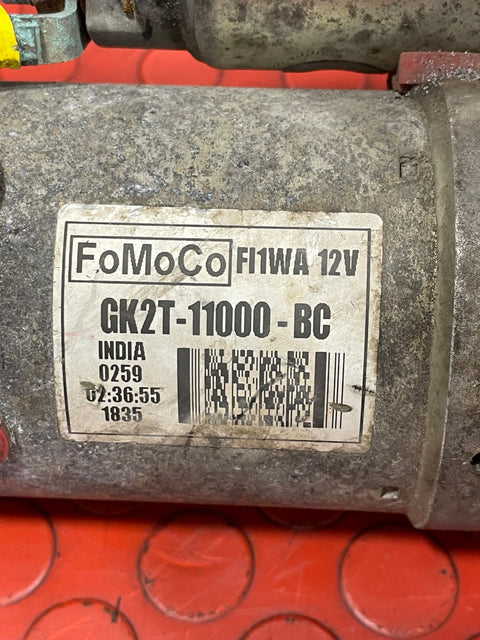 FoMoCo FI1WA 12V
GK2T-11000-BC
INDIA
0259
02:36:55
1835